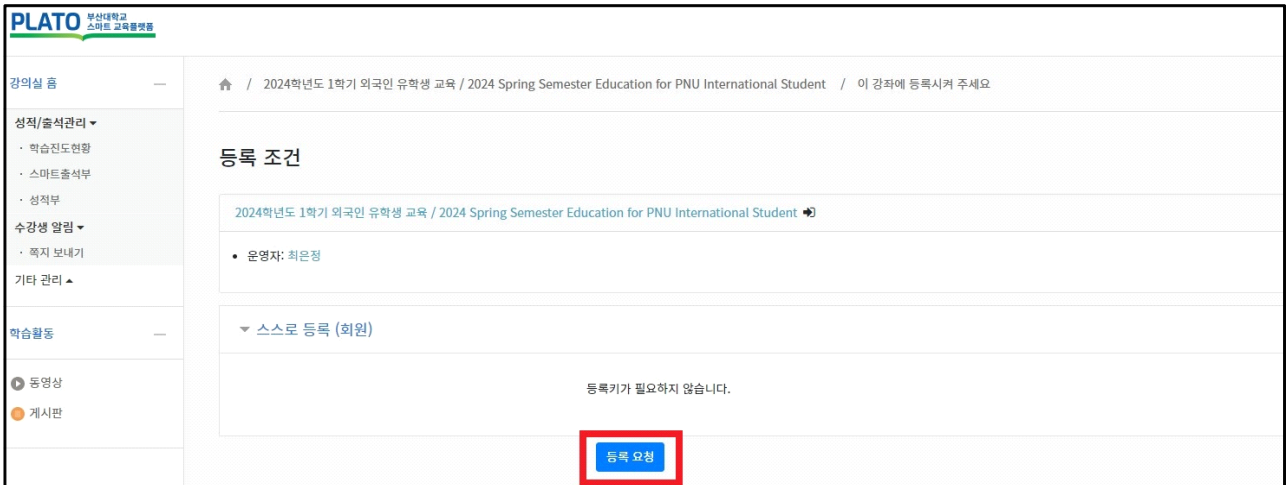 PLATO 부산대학교
스마트 교육플랫폼
강의실 홈
성적/출석관리
· 학습진도현황
· 스마트출석부
· 성적부
수강생 알림
· 쪽지 보내기
기타 관리
학습활동
동영상
게시판
/ 2024학년도 1학기 외국인 유학생 교육 / 2024 Spring Semester Education for PNU International Student / 이 강좌에 등록시켜 주세요
등록 조건
2024학년도 1학기 외국인 유학생 교육 / 2024 Spring Semester Education for PNU International Student
• 운영자: 최은정
스스로 등록 (회원)
등록키가 필요하지 않습니다.
등록 요청